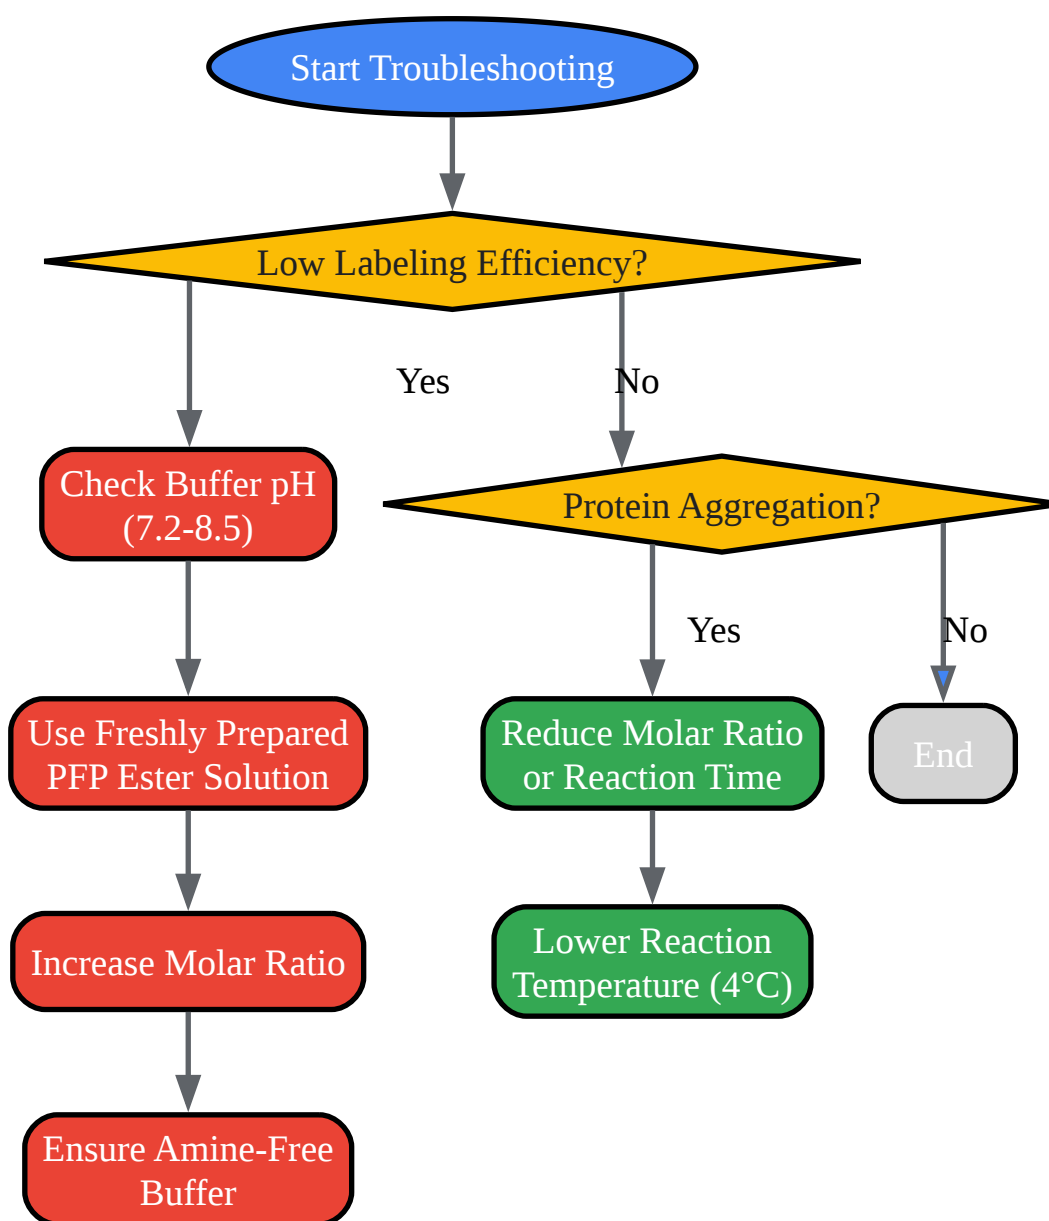 Start Troubleshooting
Low Labeling Efficiency?
Yes
No
Check Buffer pH
(7.2-8.5)
Protein Aggregation?
Yes
No
Use Freshly Prepared
PFP Ester Solution
Reduce Molar Ratio
or Reaction Time
End
Increase Molar Ratio
Lower Reaction
Temperature (4°C)
Ensure Amine-Free
Buffer